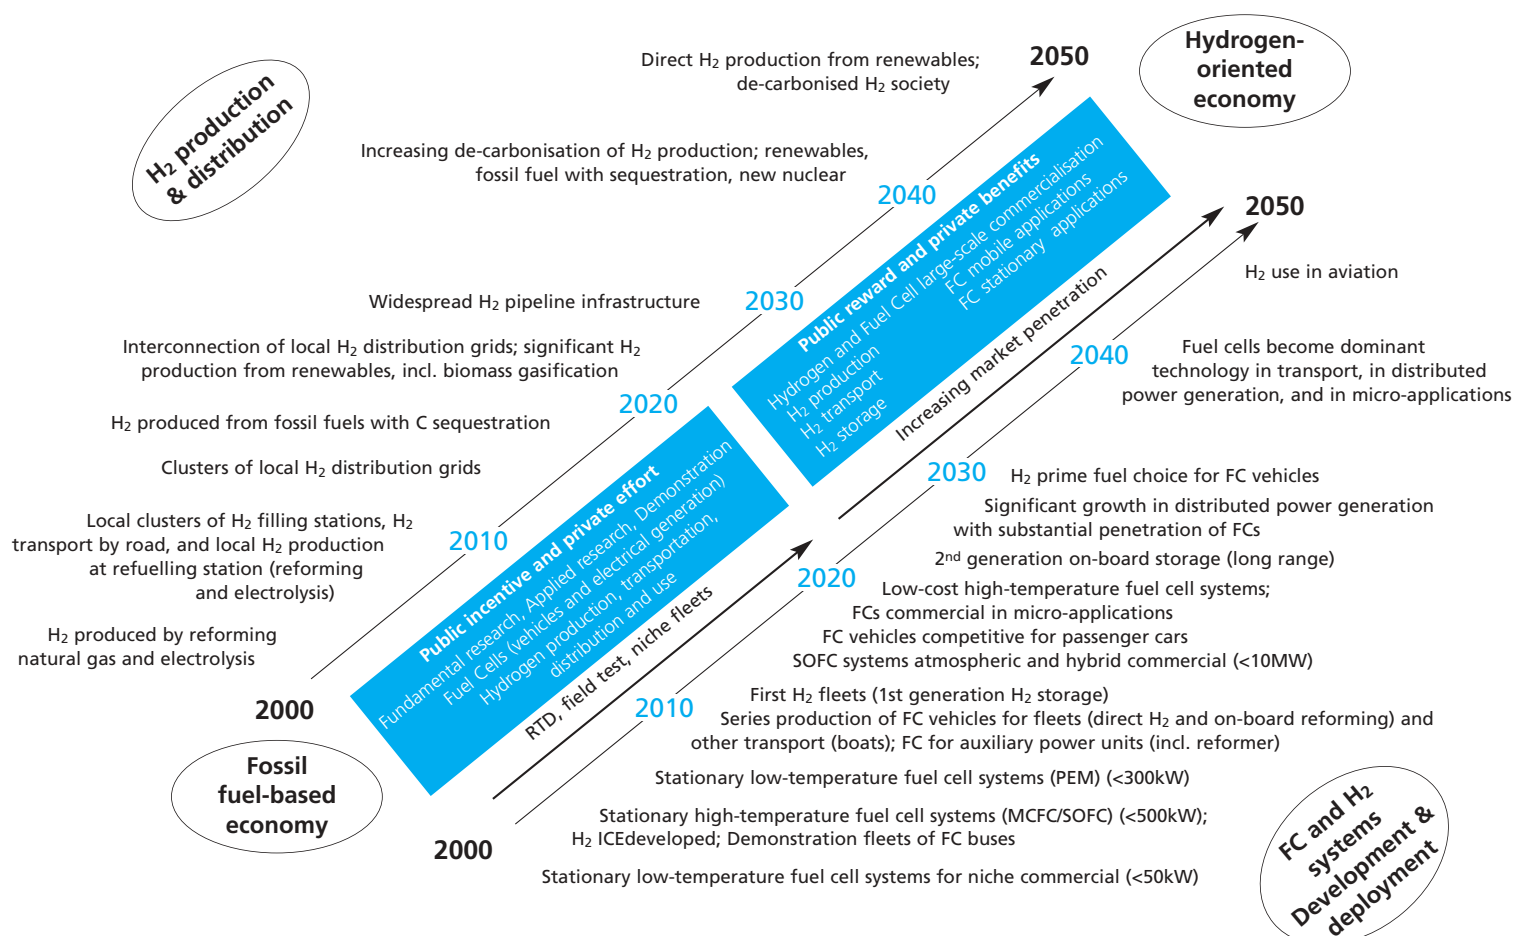 Hydrogen-
oriented
economy
2050
Direct H₂ production from renewables;
de-carbonised H₂ society
H₂ production
& distribution
Increasing de-carbonisation of H₂ production; renewables,
fossil fuel with sequestration, new nuclear
2040
Widespread H₂ pipeline infrastructure
2030
Interconnection of local H₂ distribution grids; significant H₂
production from renewables, incl. biomass gasification
2020
H₂ produced from fossil fuels with C sequestration
Clusters of local H₂ distribution grids
Local clusters of H₂ filling stations, H₂
transport by road, and local H₂ production
at refuelling station (reforming
and electrolysis)
2010
H₂ produced by reforming
natural gas and electrolysis
2000
Fossil
fuel-based
economy
Public reward and private benefits
Hydrogen and Fuel Cell large-scale commercialisation
H₂ production
H₂ transport
H₂ storage
FC mobile applications
FC stationary applications
Public incentive and private effort
Fundamental research, Applied research, Demonstration
Fuel Cells (vehicles and electrical generation)
Hydrogen production, transportation,
distribution and use
Increasing market penetration
RTD, field test, niche fleets
2050
H₂ use in aviation
2040
Fuel cells become dominant
technology in transport, in distributed
power generation, and in micro-applications
2030
H₂ prime fuel choice for FC vehicles
Significant growth in distributed power generation
with substantial penetration of FCs
2nd generation on-board storage (long range)
2020
Low-cost high-temperature fuel cell systems;
FCs commercial in micro-applications
FC vehicles competitive for passenger cars
SOFC systems atmospheric and hybrid commercial (<10MW)
2010
First H₂ fleets (1st generation H₂ storage)
Series production of FC vehicles for fleets (direct H₂ and on-board reforming) and
other transport (boats); FC for auxiliary power units (incl. reformer)
Stationary low-temperature fuel cell systems (PEM) (<300kW)
Stationary high-temperature fuel cell systems (MCFC/SOFC) (<500kW);
H₂ ICEdeveloped; Demonstration fleets of FC buses
2000
Stationary low-temperature fuel cell systems for niche commercial (<50kW)
FC and H₂
systems
Development &
deployment